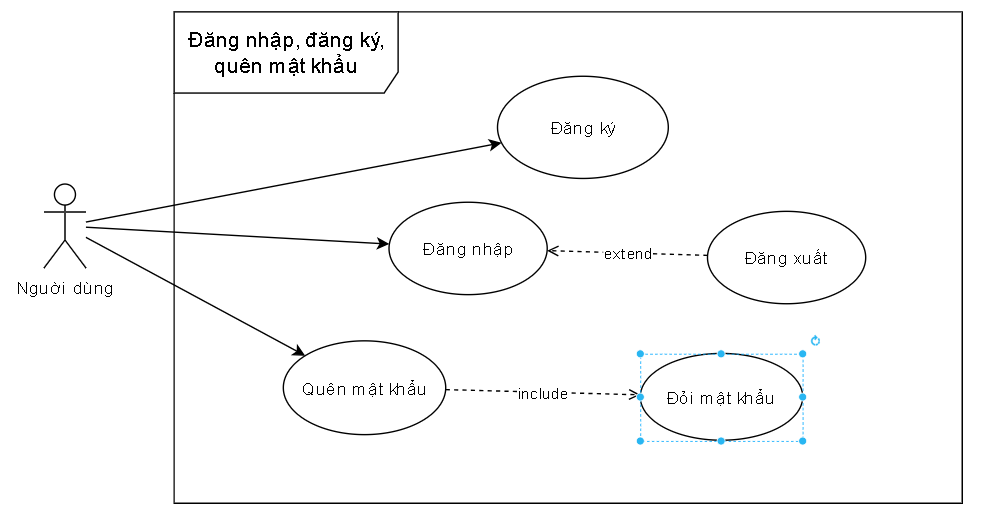 Đăng nhập, đăng ký,
quên mật khẩu
Đăng ký
Đăng nhập
extend
Đăng xuất
Người dùng
Quên mật khẩu
include
Đỏi mật khẩu